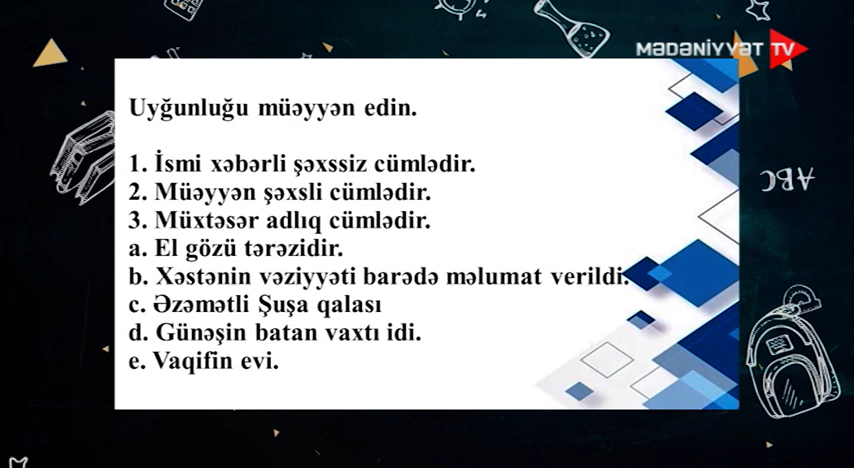 MƏDƏNİYYƏT TV
Uyğunluğu müəyyən edin.
1. İsmi xəbərli şəxssiz cümlədir.
2. Müəyyən şəxsli cümlədir.
3. Müxtəsər adlıq cümlədir.
a. El gözü tərəzidir.
b. Xəstənin vəziyyəti barədə məlumat verildi.
c. Əzəmətli Şuşa qalası
d. Günəşin batan vaxtı idi.
e. Vaqifin evi.
ABC